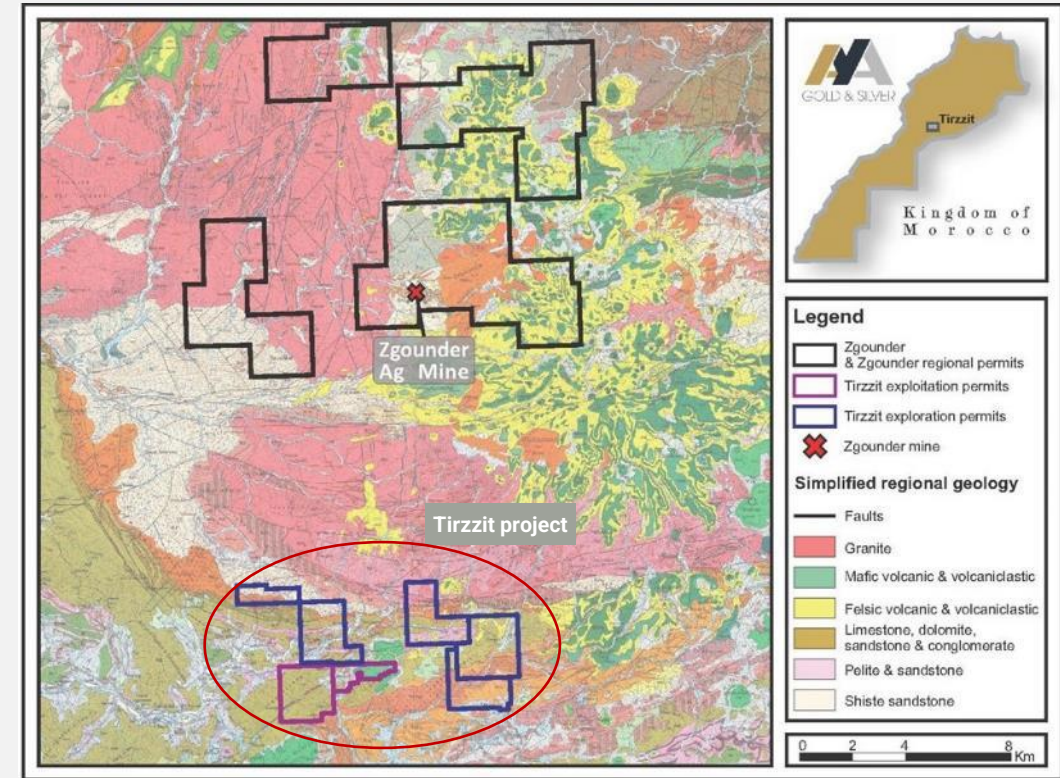 AYA
GOLD & SILVER
Tirzzit
Kingdom of
Morocco
Zgounder
Ag Mine
Tirzzit project
Legend
Zgounder
& Zgounder regional permits
Tirzzit exploitation permits
Tirzzit exploration permits
Zgounder mine
Simplified regional geology
Faults
Granite
Mafic volcanic & volcaniclastic
Felsic volcanic & volcaniclastic
Limestone, dolomite,
sandstone & conglomerate
Pelite & sandstone
Shiste sandstone
0 2 4 8
Km